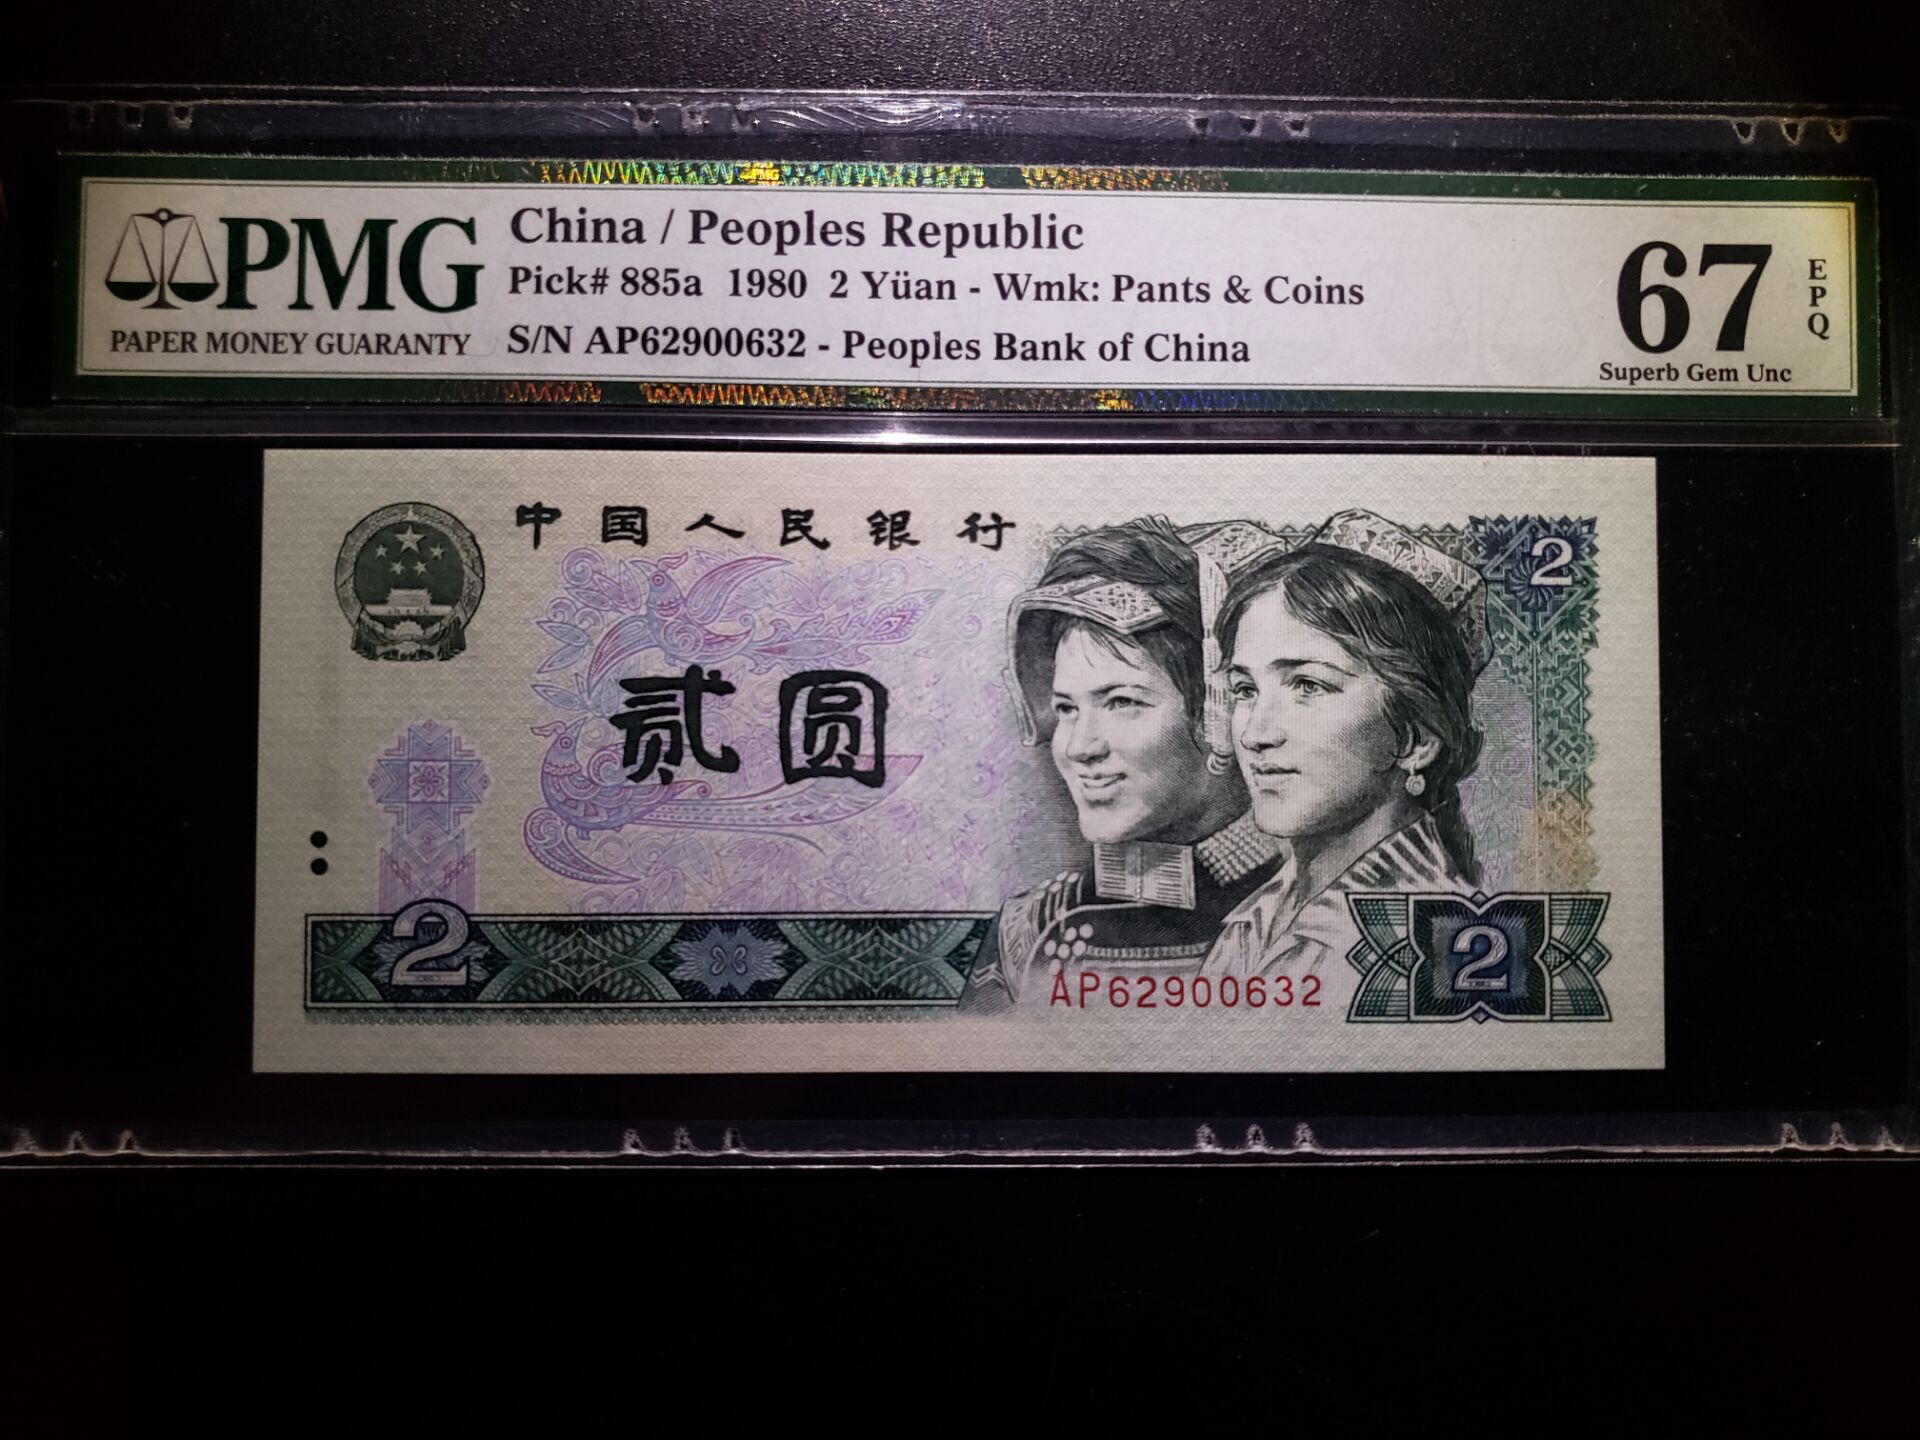 PMG
PAPER MONEY GUARANTY
China / Peoples Republic
Pick# 885a 1980 2 Yüan - Wmk: Pants & Coins
S/N AP62900632 - Peoples Bank of China
67
EPQ
Superb Gem Unc
中国人民银行
2
贰圆
2
AP62900632
2